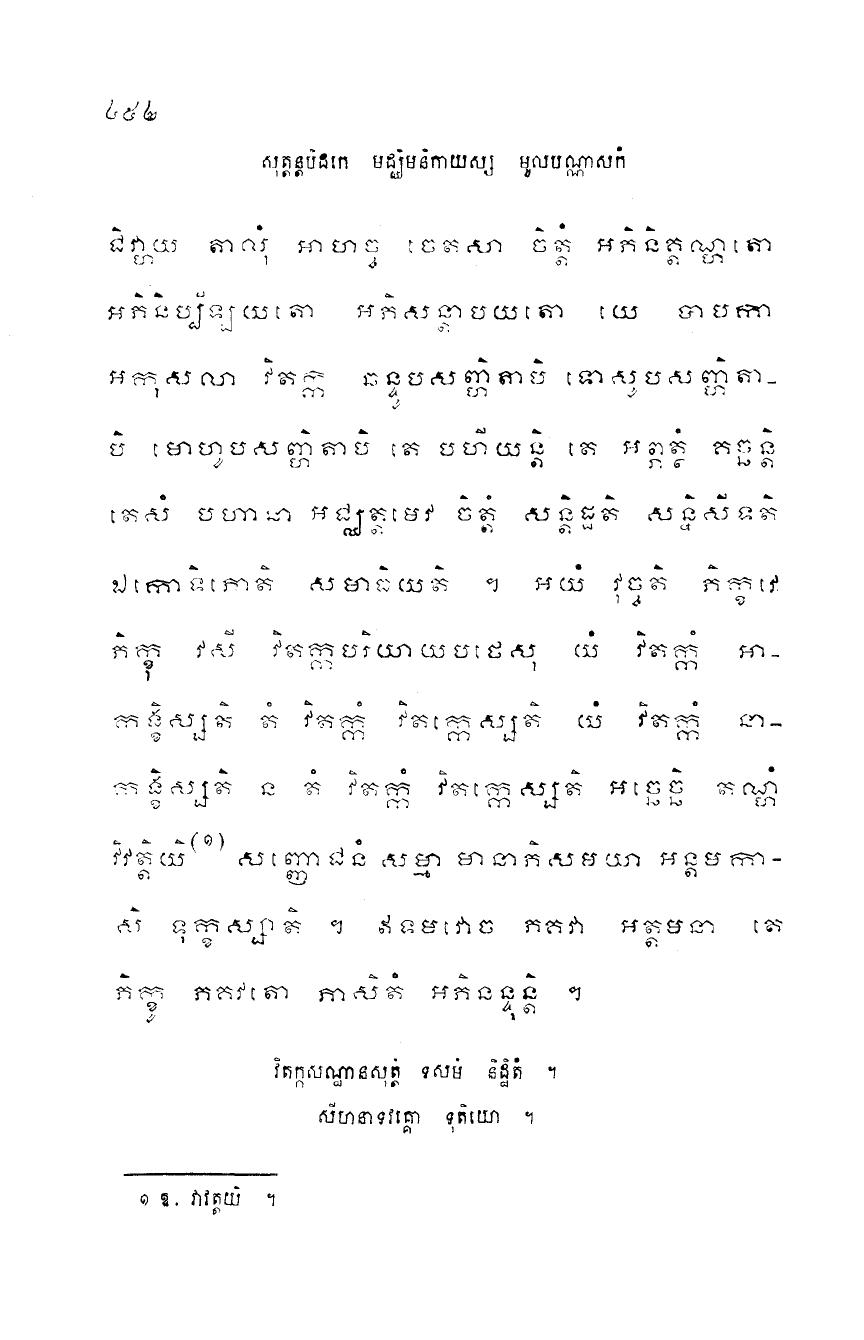 ៤៥៤
សុត្តន្តបិដកេ មជ្ឈិមនិកាយស្ស មូលបណ្ណាសកំ
ជិវ្ហាយ តាលុំ អាហច្ច ចេតសា ចិត្តំ អភិនិគ្គណ្ហតោ
អភិនិប្បីឡយតោ អភិសន្តាបយតោ យេ បាបកា
អកុសលា វិតក្កា ឆន្ទូបសញ្ហិតាបិ ទោសូបសញ្ហិតា-
បិ មោហូបសញ្ហិតាបិ តេ បហីយន្តិ តេ អព្ភត្ថំ គច្ឆន្តិ
តេសំ បហានា អជ្ឈត្តមេវ ចិត្តំ សន្តិដ្ឋតិ សន្និសីទតិ
ឯកោទិភោតិ សមាធិយតិ ។ អយំ វុច្ចតិ ភិក្ខវេ
ភិក្ខុ វសី វិតក្កបរិយាយបថេសុ យំ វិតក្កំ អា-
កង្ខិស្សតិ តំ វិតក្កំ វិតក្កេស្សតិ យំ វិតក្កំ នា-
កង្ខិស្សតិ ន តំ វិតក្កំ វិតក្កេស្សតិ អច្ឆេច្ឆិ តណ្ហំ
វិវត្តិយិ(១) សញ្ញោជនំ សម្មា មានាភិសមយា អន្តមកា-
សិ ទុក្ខស្សាតិ ។ ឥទមវោច ភគវា អត្តមនា តេ
ភិក្ខូ ភគវតោ ភាសិតំ អភិនន្ទុន្តិ ។
វិតក្កសណ្ឋានសុត្តំ ទសមំ និដ្ឋិតំ ។
សីហនាទវគ្គោ ទុតិយោ ។
១ ឱ. វាវត្តយិ ។